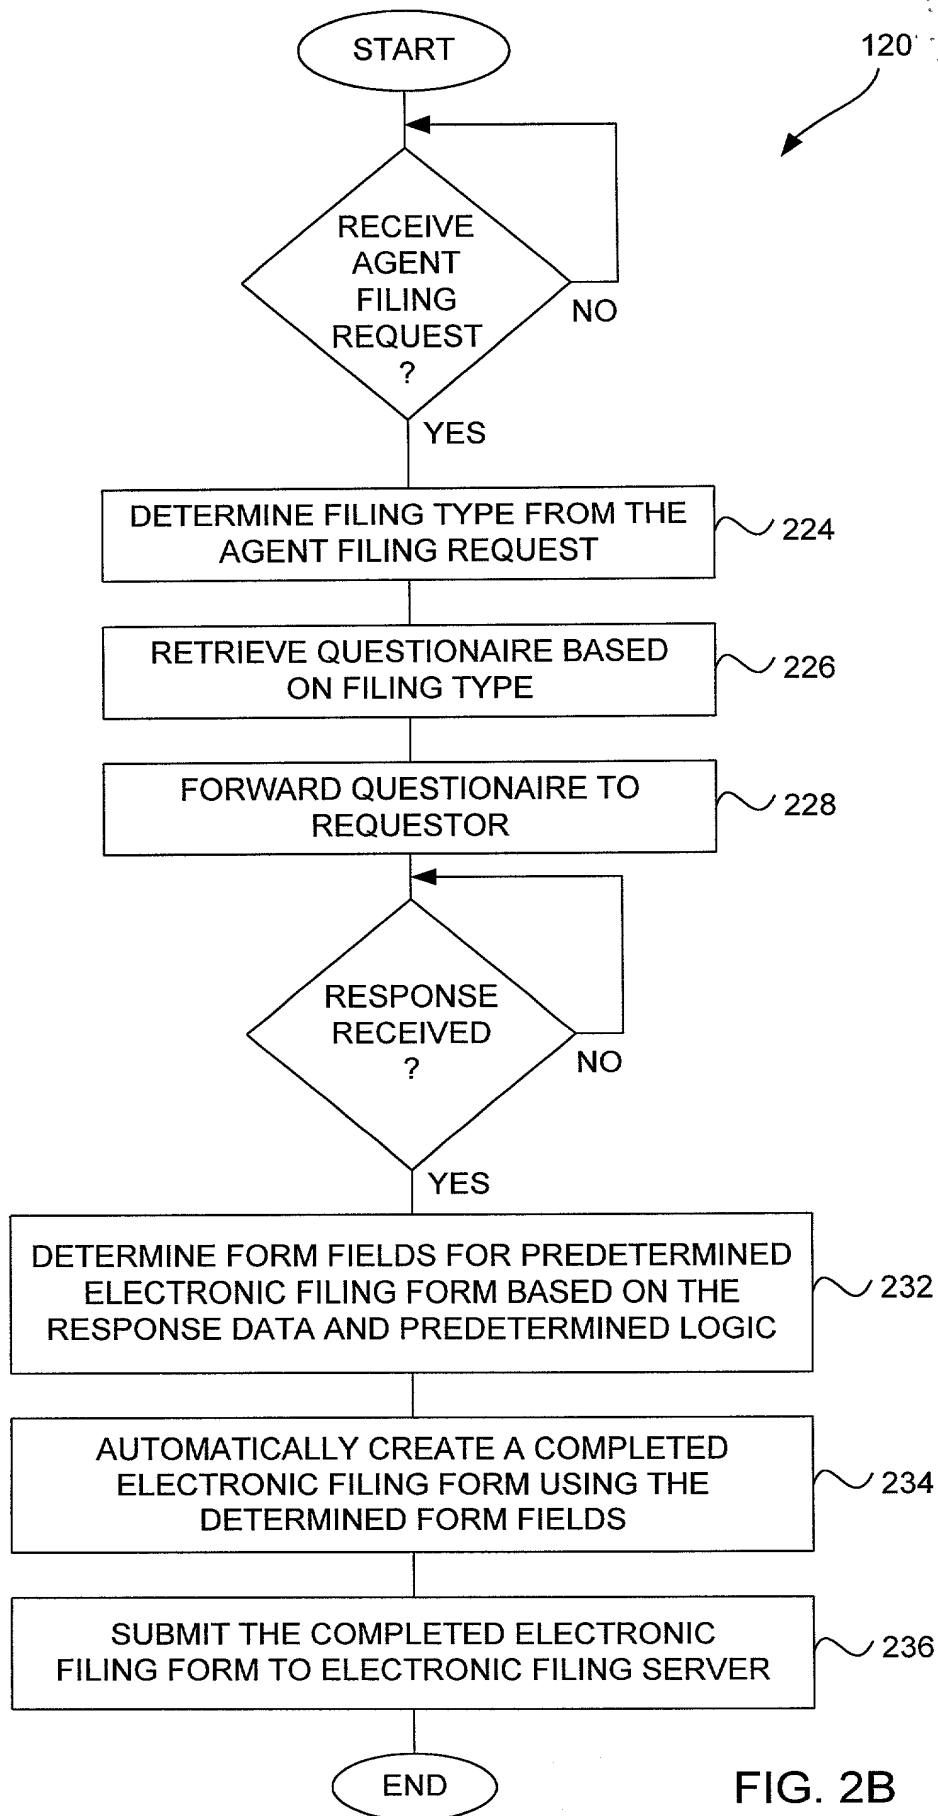 START
120
RECEIVE
AGENT
FILING
REQUEST
?
NO
YES
DETERMINE FILING TYPE FROM THE
AGENT FILING REQUEST
224
RETRIEVE QUESTIONAIRE BASED
ON FILING TYPE
226
FORWARD QUESTIONAIRE TO
REQUESTOR
228
RESPONSE
RECEIVED
?
NO
YES
DETERMINE FORM FIELDS FOR PREDETERMINED
ELECTRONIC FILING FORM BASED ON THE
RESPONSE DATA AND PREDETERMINED LOGIC
232
AUTOMATICALLY CREATE A COMPLETED
ELECTRONIC FILING FORM USING THE
DETERMINED FORM FIELDS
234
SUBMIT THE COMPLETED ELECTRONIC
FILING FORM TO ELECTRONIC FILING SERVER
236
END
FIG. 2B